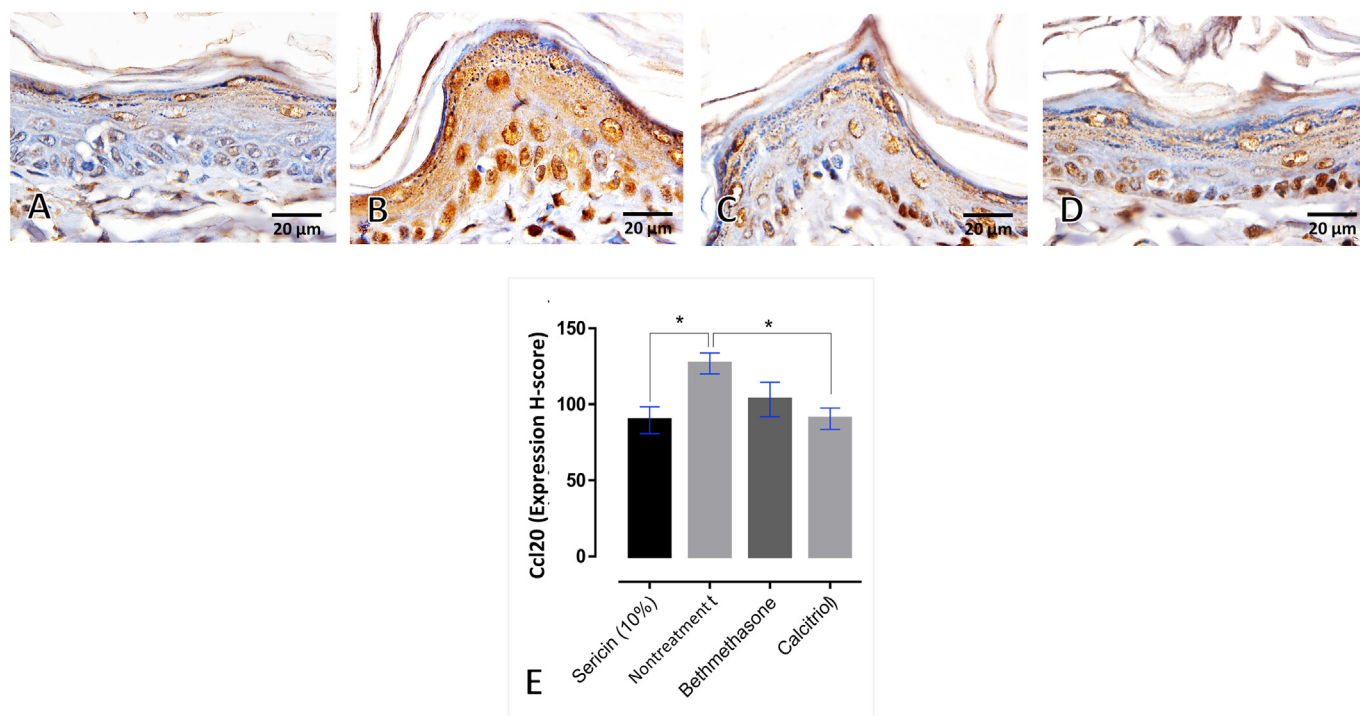 A
20 µm
B
20 µm
C
20 µm
D
20 µm
Ccl20 (Expression H-score)
150
100
50
0
*
*
Sericin (10%)
Nontreatment t
Bethmethasone
Calcitriol)
E